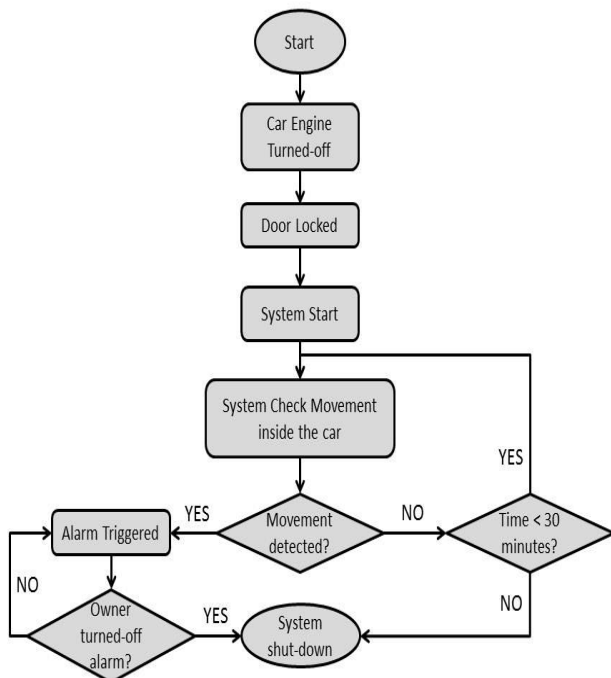 Start
Car Engine
Turned-off
Door Locked
System Start
System Check Movement
inside the car
YES
Movement
detected?
NO
Time < 30
minutes?
YES
Alarm Triggered
NO
NO
Owner
turned-off
alarm?
YES
System
shut-down